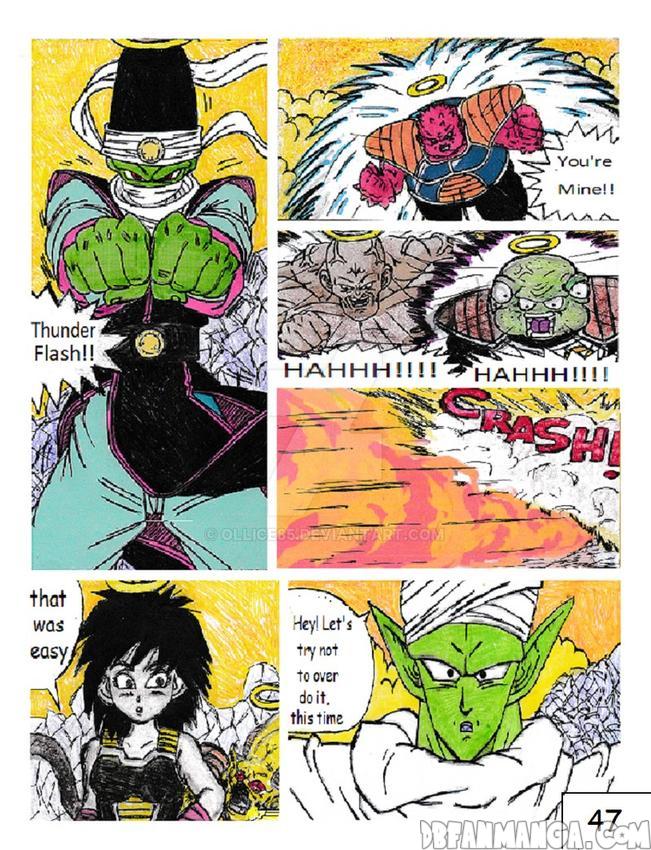 Thunder
Flash!!
You're
Mine!!
HAHHH!!!!
HAHHH!!!!
CRASH!
© OLLICE85.DEVIANTART.COM
that
was
easy
Hey! Let's
try not
to over
do it,
this time
47
DBFANMANGA.COM